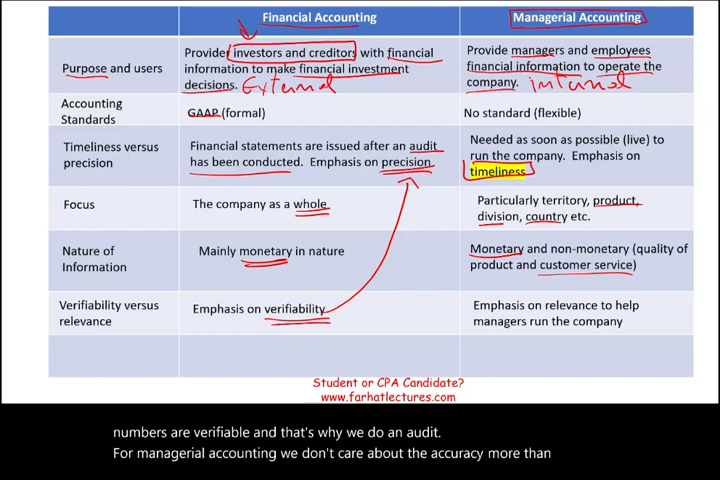 Financial Accounting
Managerial Accounting
Purpose and users
Provider investors and creditors with financial
information to make financial investment
decisions. External
Provide managers and employees
financial information to operate the
company. internal
Accounting
Standards
GAAP (formal)
No standard (flexible)
Timeliness versus
precision
Financial statements are issued after an audit
has been conducted. Emphasis on precision
Needed as soon as possible (live) to
run the company. Emphasis on
timeliness
Focus
The company as a whole
Particularly territory, product,
division, country etc.
Nature of
Information
Mainly monetary in nature
Monetary and non-monetary (quality of
product and customer service)
Verifiability versus
relevance
Emphasis on verifiability
Emphasis on relevance to help
managers run the company
Student or CPA Candidate?
www.farhatlectures.com
numbers are verifiable and that's why we do an audit.
For managerial accounting we don't care about the accuracy more than